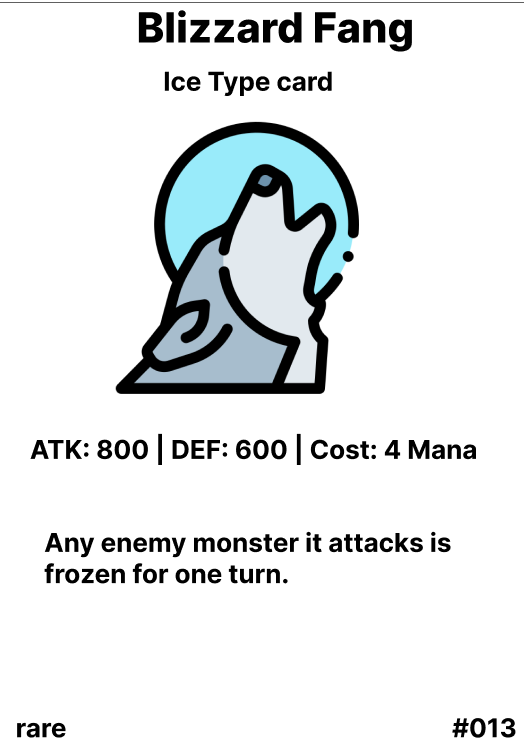 Blizzard Fang
Ice Type card
ATK: 800 | DEF: 600 | Cost: 4 Mana
Any enemy monster it attacks is
frozen for one turn.
rare
#013